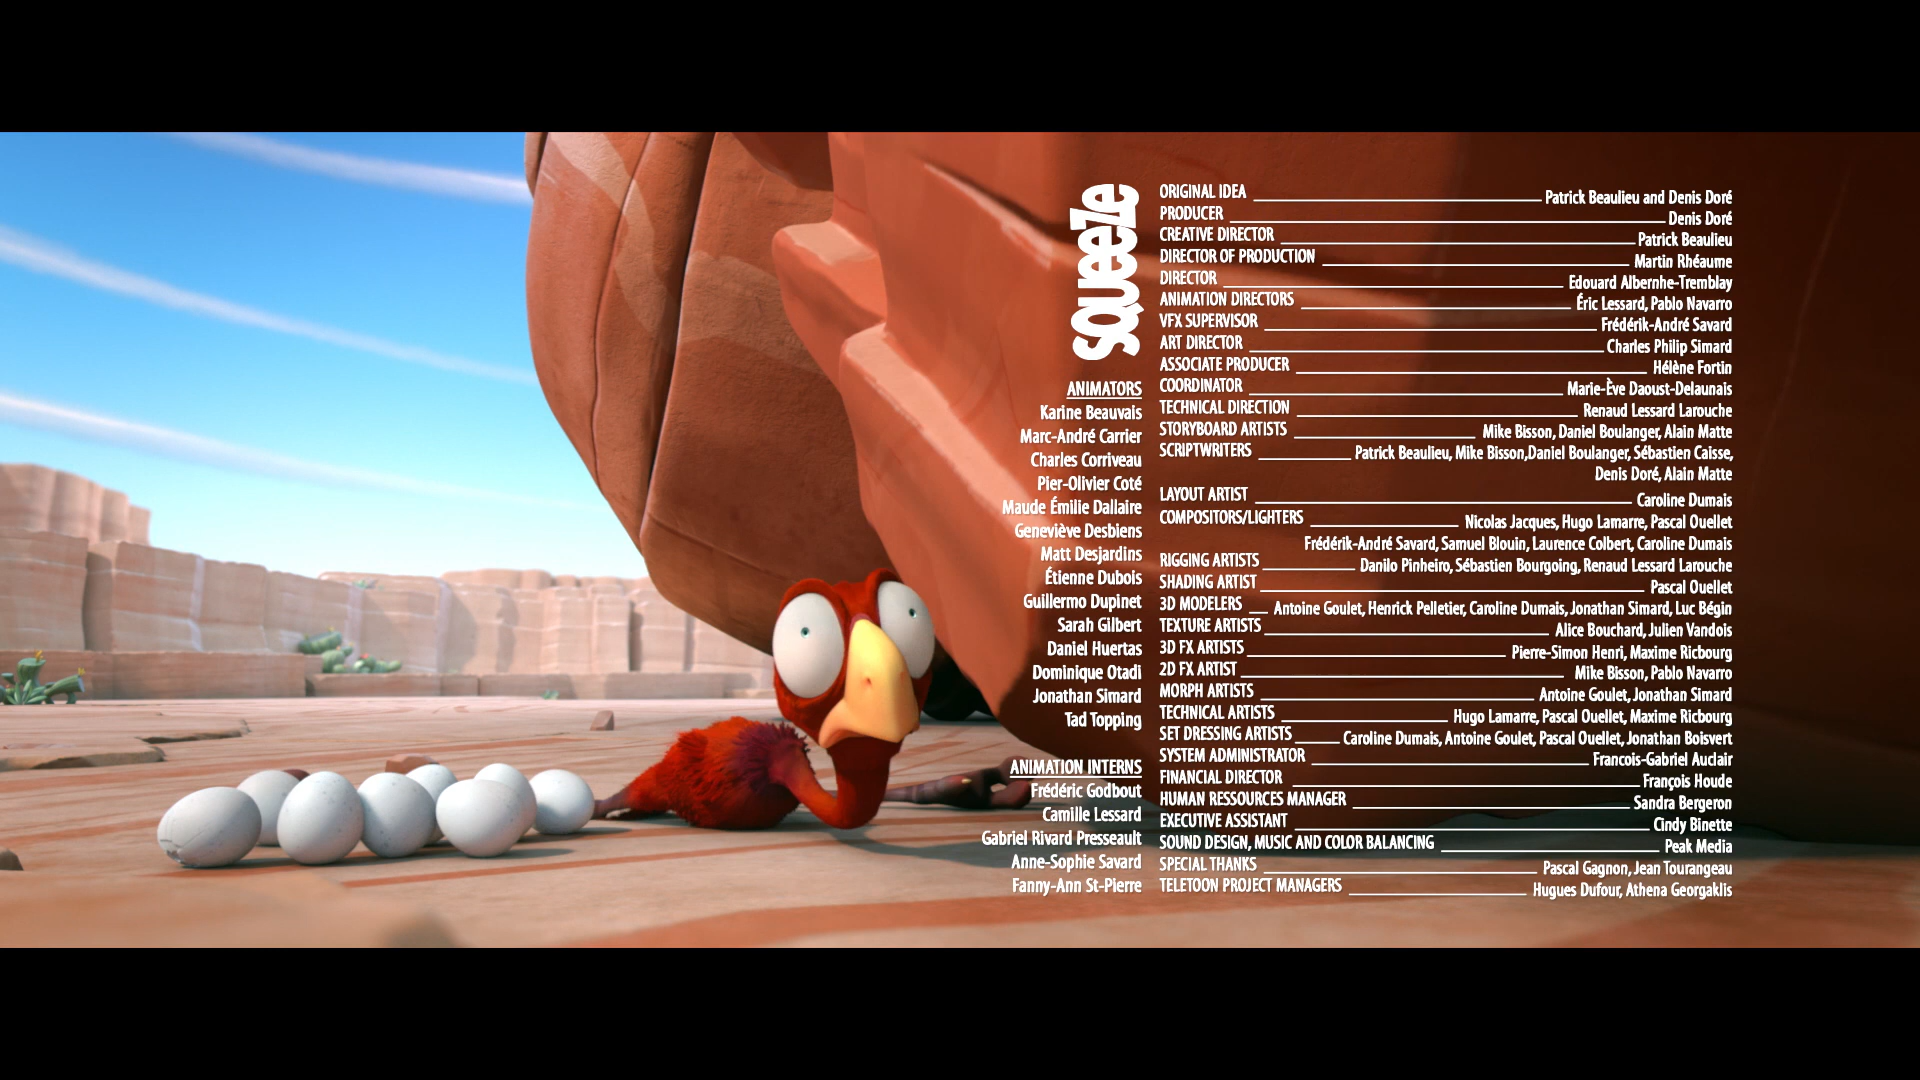 squeeze
ANIMATORS
Karine Beauvais
Marc-André Carrier
Charles Corriveau
Pier-Olivier Coté
Maude Émilie Dallaire
Geneviève Desbiens
Matt Desjardins
Étienne Dubois
Guillermo Dupinet
Sarah Gilbert
Daniel Huertas
Dominique Otadi
Jonathan Simard
Tad Topping
ANIMATION INTERNS
Frédéric Godbout
Camille Lessard
Gabriel Rivard Presseault
Anne-Sophie Savard
Fanny-Ann St-Pierre
ORIGINAL IDEA Patrick Beaulieu and Denis Doré
PRODUCER Denis Doré
CREATIVE DIRECTOR Patrick Beaulieu
DIRECTOR OF PRODUCTION Martin Rhéaume
DIRECTOR Edouard Albernhe-Tremblay
ANIMATION DIRECTORS Éric Lessard, Pablo Navarro
VFX SUPERVISOR Frédérik-André Savard
ART DIRECTOR Charles Philip Simard
ASSOCIATE PRODUCER Hélène Fortin
COORDINATOR Marie-Ève Daoust-Delaunais
TECHNICAL DIRECTION Renaud Lessard Larouche
STORYBOARD ARTISTS Mike Bisson, Daniel Boulanger, Alain Matte
SCRIPTWRITERS Patrick Beaulieu, Mike Bisson,Daniel Boulanger, Sébastien Caisse,
Denis Doré, Alain Matte
LAYOUT ARTIST Caroline Dumais
COMPOSITORS/LIGHTERS Nicolas Jacques, Hugo Lamarre, Pascal Ouellet
Frédérik-André Savard, Samuel Blouin, Laurence Colbert, Caroline Dumais
RIGGING ARTISTS Danilo Pinheiro, Sébastien Bourgoing, Renaud Lessard Larouche
SHADING ARTIST Pascal Ouellet
3D MODELERS Antoine Goulet, Henrick Pelletier, Caroline Dumais, Jonathan Simard, Luc Bégin
TEXTURE ARTISTS Alice Bouchard, Julien Vandois
3D FX ARTISTS Pierre-Simon Henri, Maxime Ricbourg
2D FX ARTIST Mike Bisson, Pablo Navarro
MORPH ARTISTS Antoine Goulet, Jonathan Simard
TECHNICAL ARTISTS Hugo Lamarre, Pascal Ouellet, Maxime Ricbourg
SET DRESSING ARTISTS Caroline Dumais, Antoine Goulet, Pascal Ouellet, Jonathan Boisvert
SYSTEM ADMINISTRATOR Francois-Gabriel Auclair
FINANCIAL DIRECTOR François Houde
HUMAN RESSOURCES MANAGER Sandra Bergeron
EXECUTIVE ASSISTANT Cindy Binette
SOUND DESIGN, MUSIC AND COLOR BALANCING Peak Media
SPECIAL THANKS Pascal Gagnon, Jean Tourangeau
TELETOON PROJECT MANAGERS Hugues Dufour, Athena Georgaklis